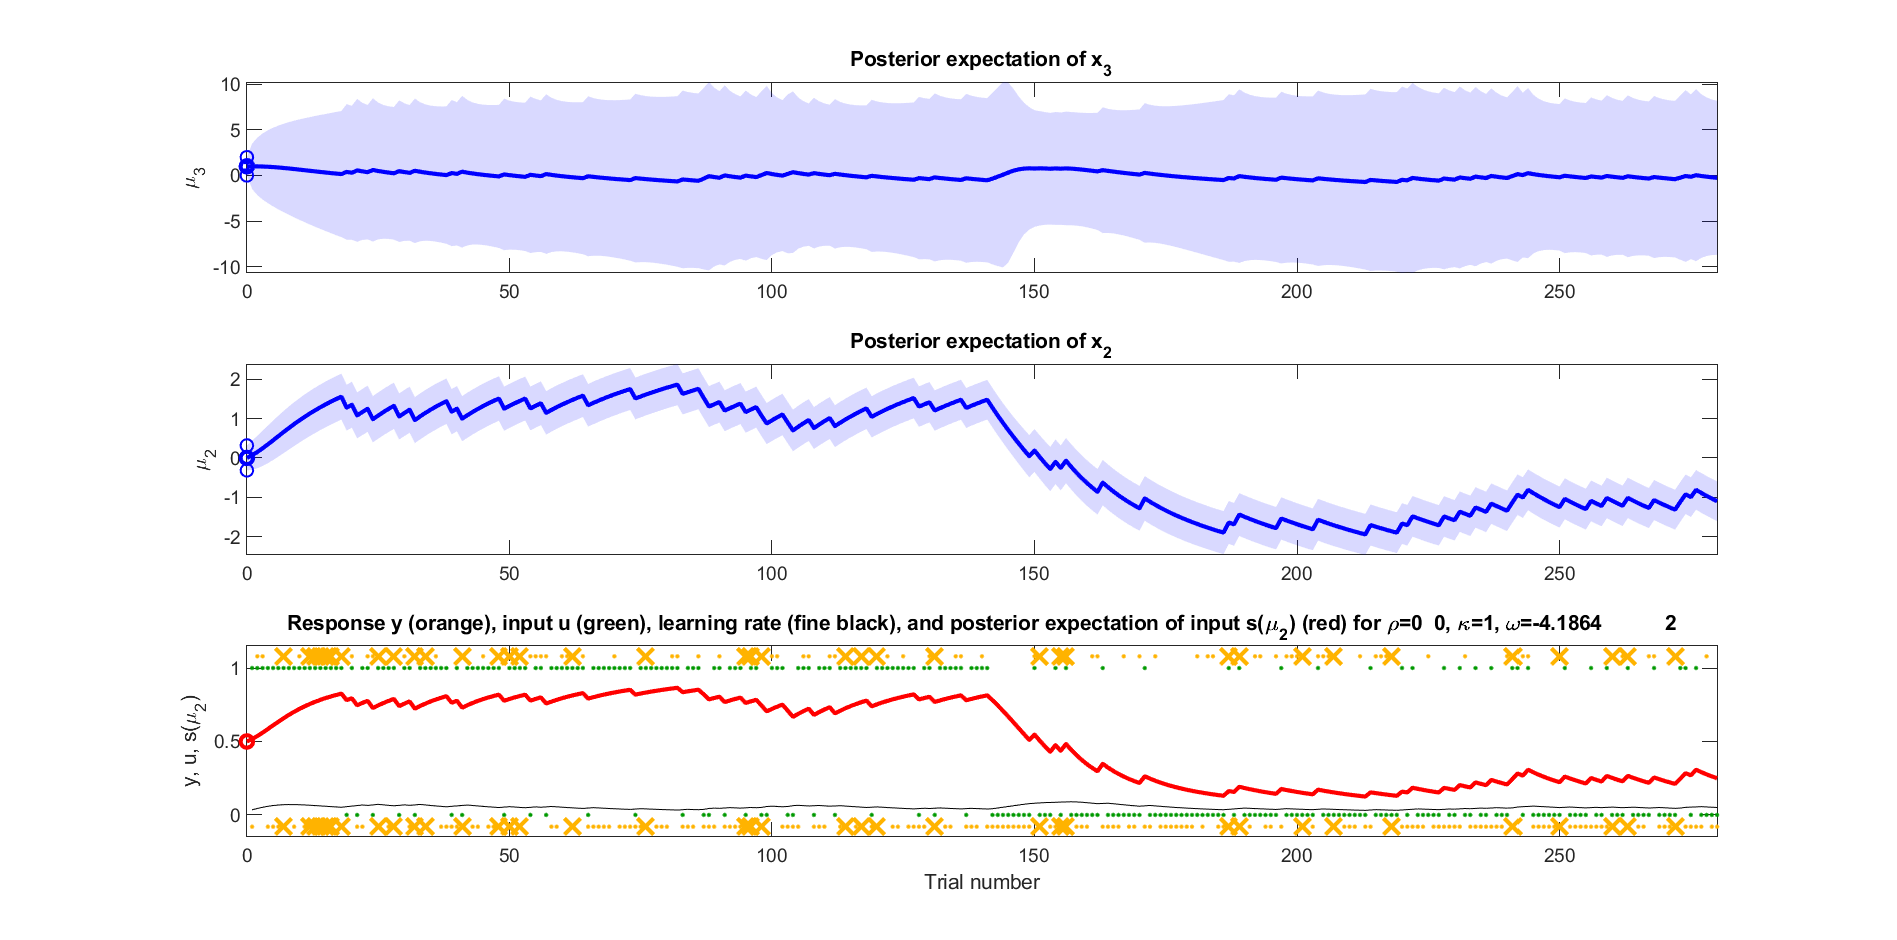 Posterior expectation of x3
10
5
0
-5
-10
μ3
0 50 100 150 200 250
Posterior expectation of x2
2
1
0
-1
-2
μ2
0 50 100 150 200 250
Response y (orange), input u (green), learning rate (fine black), and posterior expectation of input s(μ2) (red) for ρ=0 0, κ=1, ω=-4.1864 2
1
0.5
0
y, u, s(μ2)
0 50 100 150 200 250
Trial number